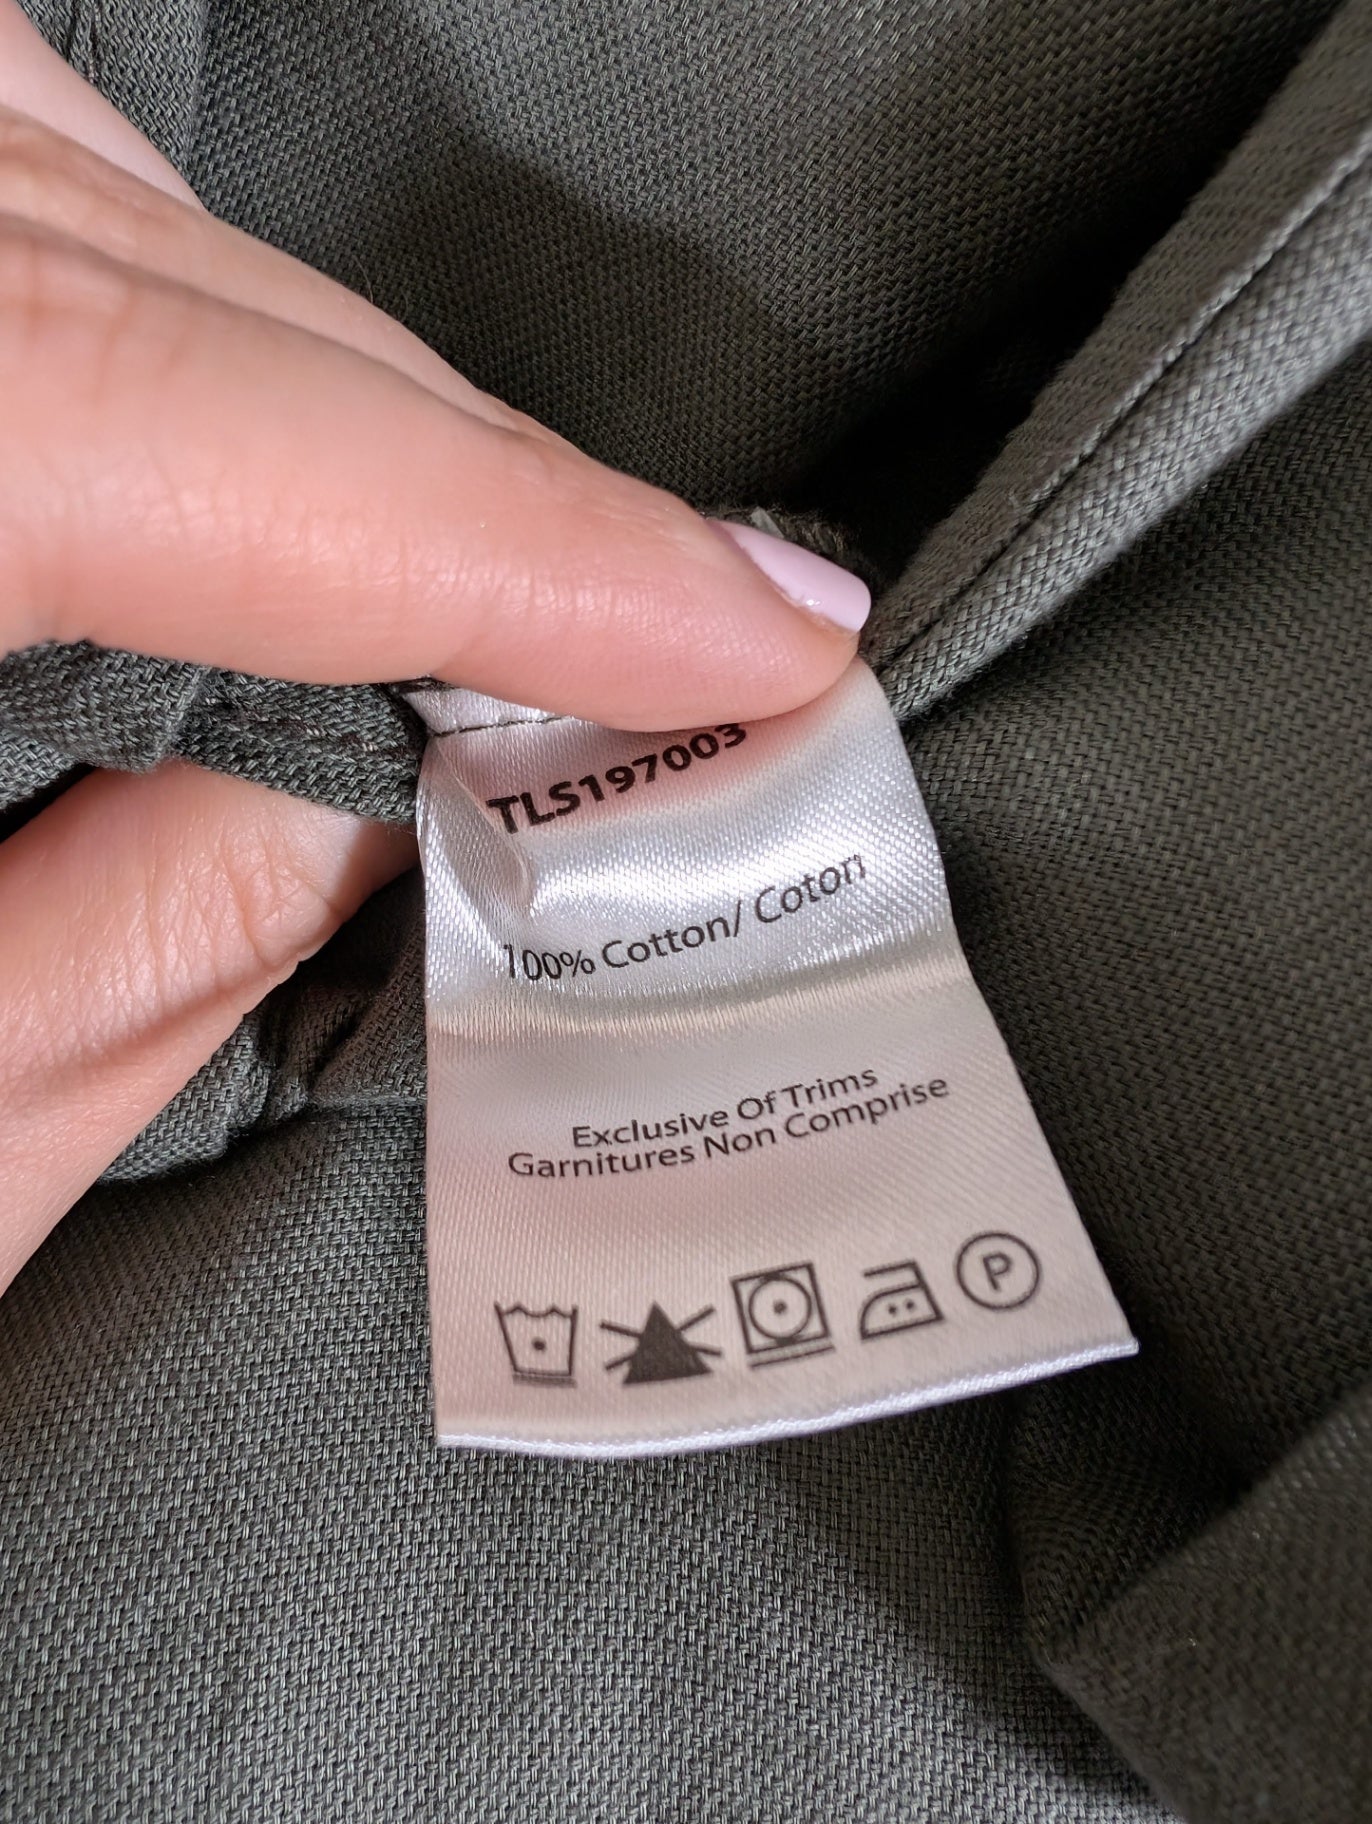 TLS197003
100% Cotton/ Coton
Exclusive Of Trims
Garnitures Non Comprise
P